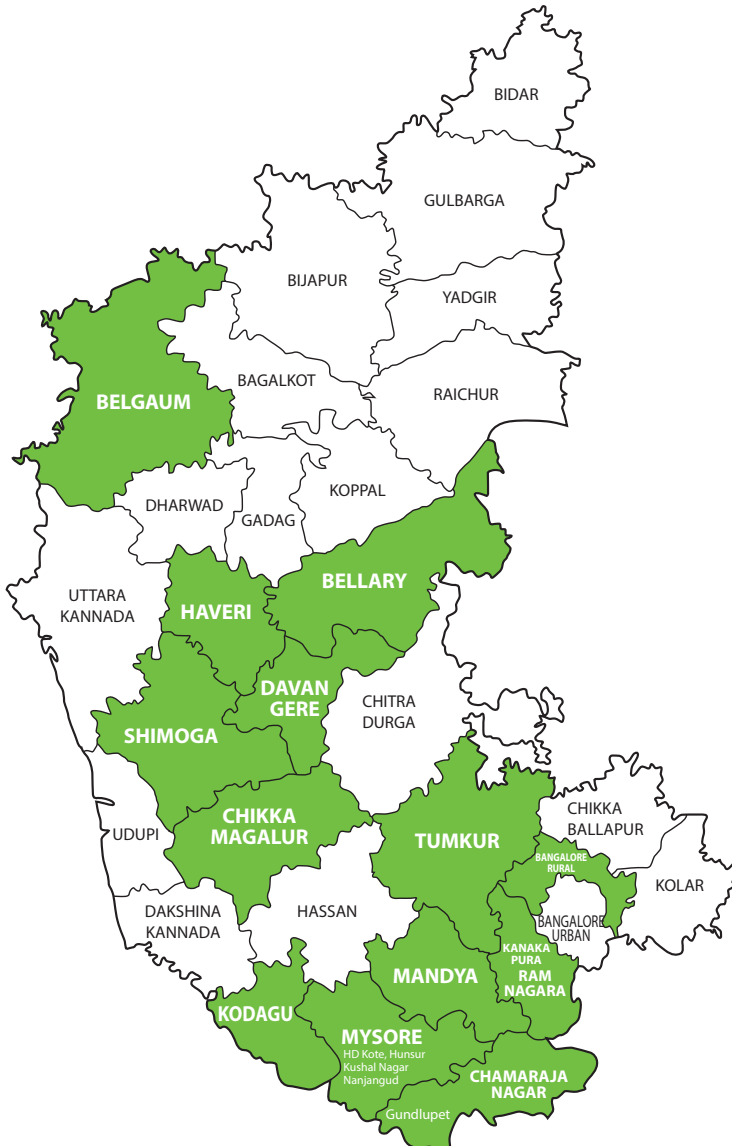 BIDAR
GULBARGA
BIJAPUR
YADGIR
BAGALKOT
RAICHUR
BELGAUM
KOPPAL
DHARWAD
GADAG
BELLARY
UTTARA
KANNADA
HAVERI
DAVAN
GERE
CHITRA
DURGA
SHIMOGA
CHIKKA
MAGALUR
UDUPI
TUMKUR
CHIKKA
BALLAPUR
BANGALORE
RURAL
KOLAR
DAKSHINA
KANNADA
HASSAN
BANGALORE
URBAN
KANAKA
PURA
RAM
NAGARA
MANDYA
KODAGU
MYSORE
HD Kote, Hunsur
Kushal Nagar
Nanjangud
CHAMARAJA
NAGAR
Gundlupet